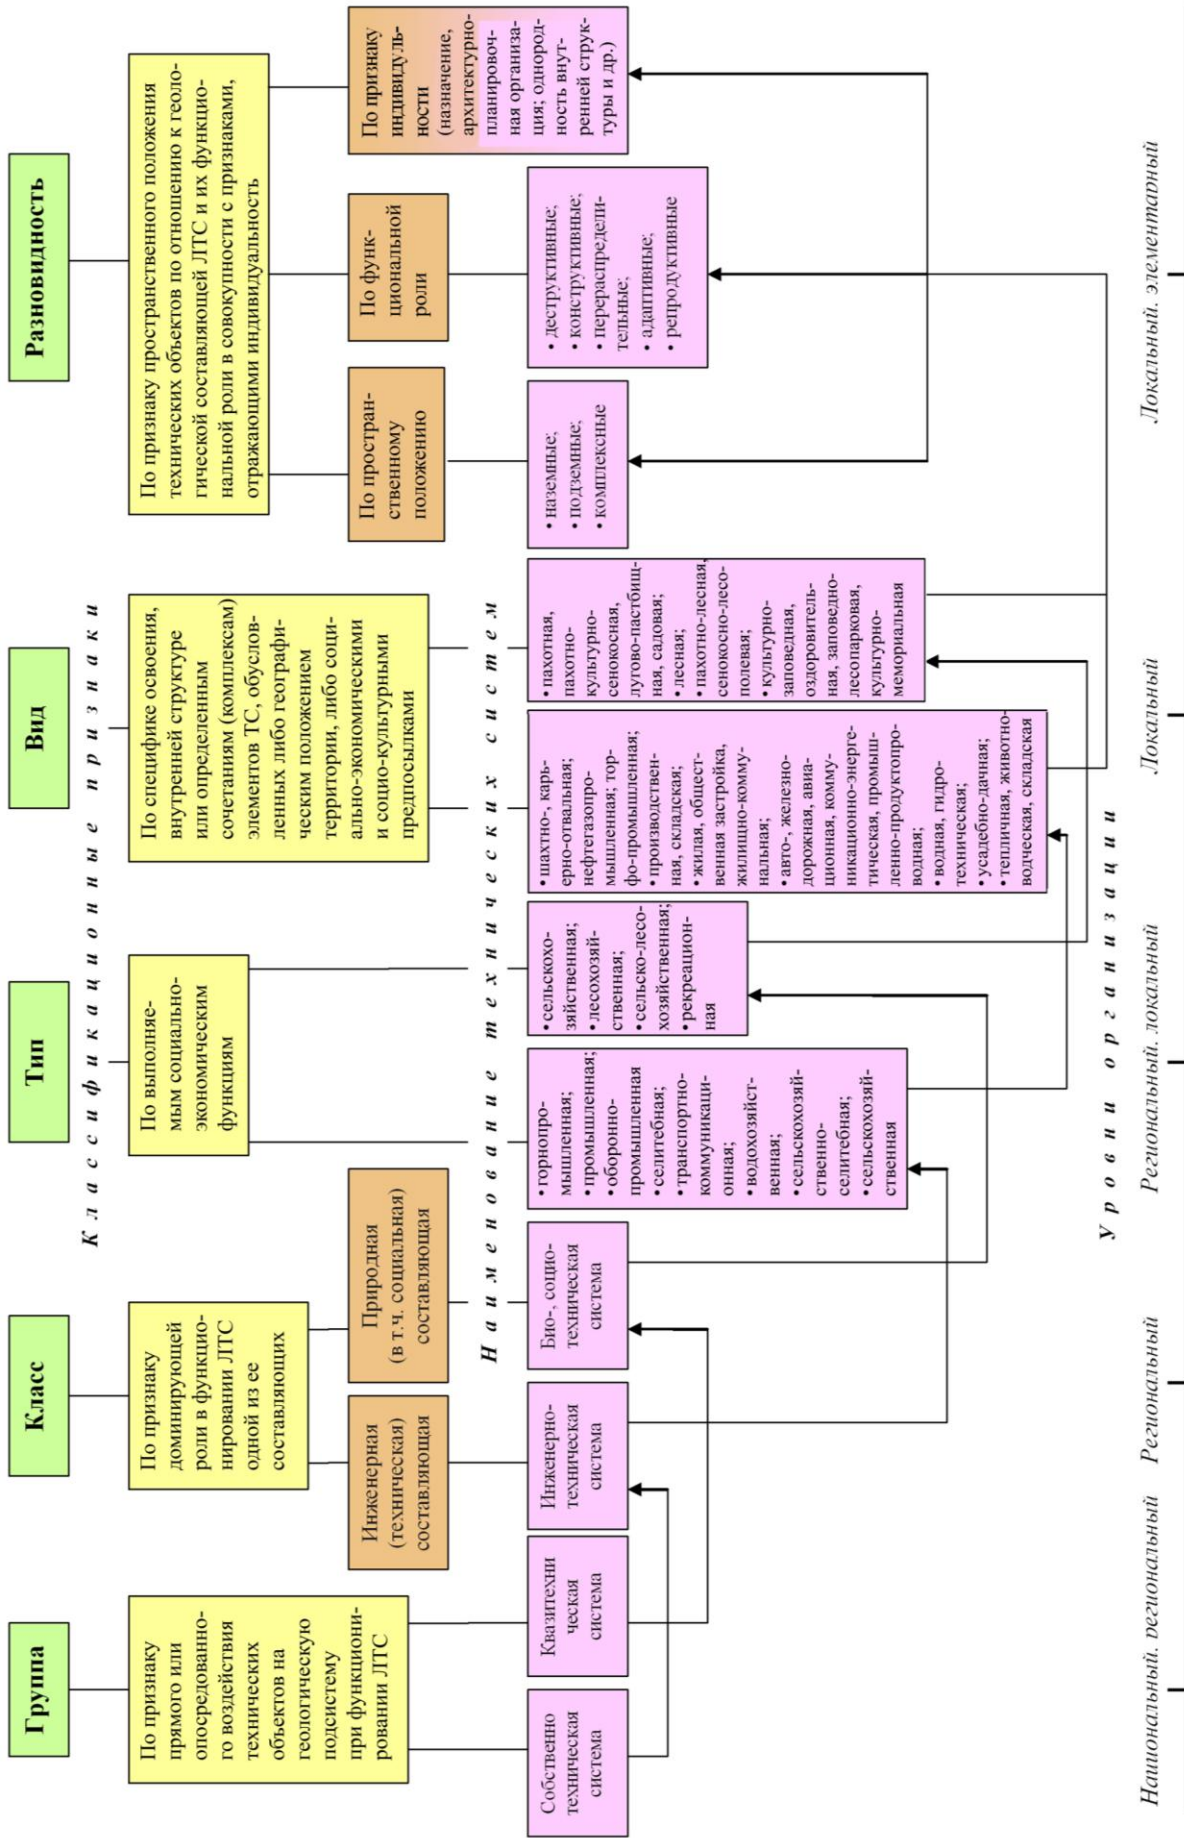 Группа
Класс
Тип
Вид
Разновидность
Классификационные признаки
По признаку
прямого или
опосредованно-
го воздействия
технических
объектов на
геологическую
подсистему
при функциони-
ровании ЛТС
По признаку
доминирующей
роли в функцио-
нировании ЛТС
одной из ее
составляющих
По выполняе-
мым социально-
экономическим
функциям
По специфике освоения,
внутренней структуре
или определенным
сочетаниям (комплексам)
элементов ТС, обуслов-
ленных либо географи-
ческим положением
территории, либо соци-
ально-экономическими
и социо-культурными
предпосылками
По признаку пространственного положения
технических объектов по отношению к геоло-
гической составляющей ЛТС и их функцио-
нальной роли в совокупности с признаками,
отражающими индивидуальность
Инженерная
(техническая)
составляющая
Природная
(в т.ч. социальная)
составляющая
По простран-
ственному
положению
По функ-
циональной
роли
По признаку
индивидуль-
ности
(назначение,
архитектурно-
планировоч-
ная организа-
ция; однород-
ность внут-
ренней струк-
туры и др.)
Наименование технических систем
Собственно
техническая
система
Квазитехни
ческая
система
Инженерно-
техническая
система
Био-, социо-
техническая
система
• горнопро-
мышленная;
• промышленная;
• оборонно-
промышленная
• селитебная;
• транспортно-
коммуникаци-
онная;
• водохозяйст-
венная;
• сельскохозяй-
ственно-
селитебная;
• сельскохозяй-
ственная
• сельскохо-
зяйственная;
• лесохозяй-
ственная;
• сельско-лесо-
хозяйственная;
• рекреацион-
ная
• шахтно-, карь-
ерно-отвальная;
нефтегазопро-
мышленная; тор-
фо-промышленная;
• производствен-
ная, складская;
• жилая, общест-
венная застройка,
жилищно-комму-
нальная;
• авто-, железно-
дорожная, авиа-
ционная, комму-
никационно-энерге-
тическая, промыш-
ленно-продуктопро-
водная;
• водная, гидро-
техническая;
• усадебно-дачная;
• тепличная, животно-
водческая, складская
• пахотная,
пахотно-
культурно-
сенокосная,
лугово-пастбищ-
ная, садовая;
• лесная;
• пахотно-лесная,
сенокосно-лесо-
полевая;
• культурно-
заповедная,
оздоровитель-
ная, заповедно-
лесопарковая,
культурно-
мемориальная
• наземные;
• подземные;
• комплексные
• деструктивные;
• конструктивные;
• перераспредели-
тельные;
• адаптивные;
• репродуктивные
Уровни организации
Национальный, региональный
Региональный
Региональный, локальный
Локальный
Локальный, элементарный